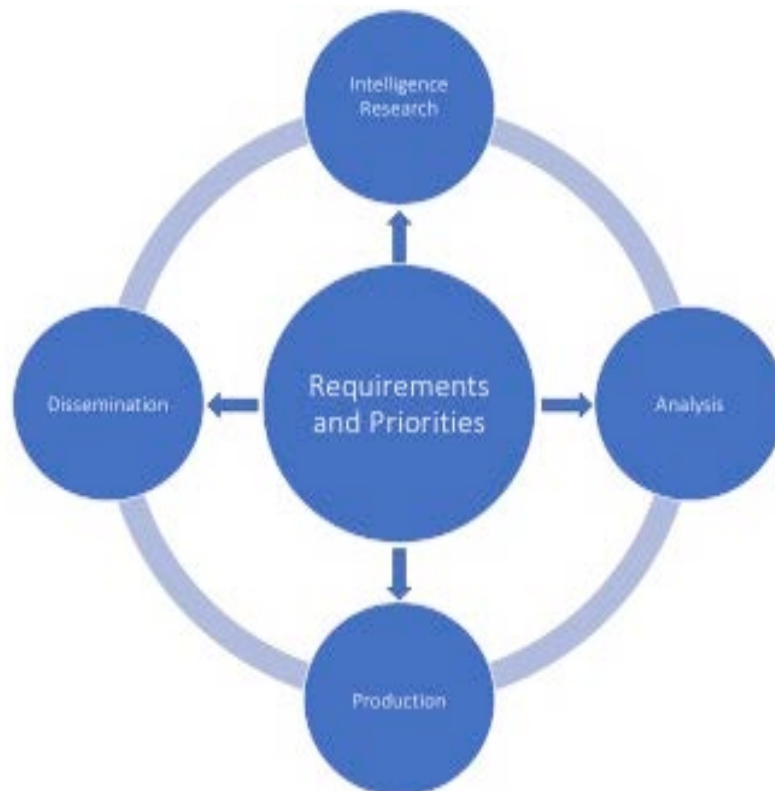 Intelligence
Research
Dissemination
Requirements
and Priorities
Analysis
Production